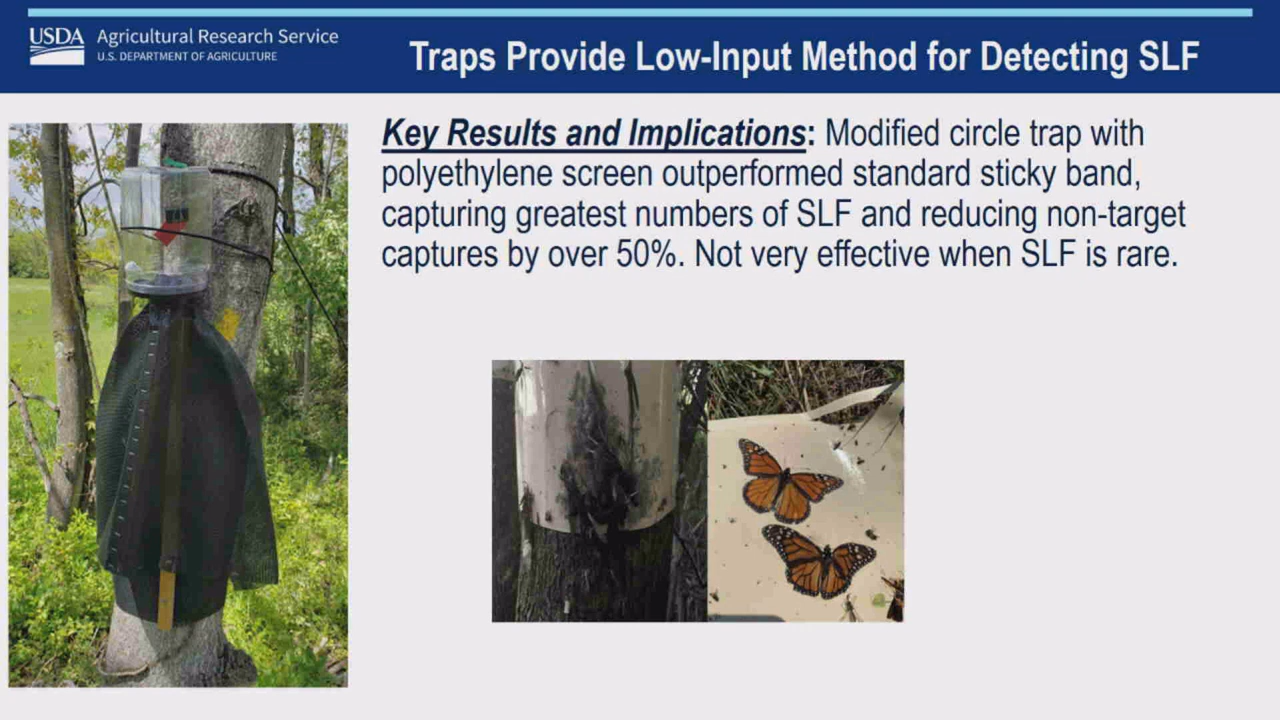 USDA Agricultural Research Service
U.S. DEPARTMENT OF AGRICULTURE
Traps Provide Low-Input Method for Detecting SLF
Key Results and Implications: Modified circle trap with
polyethylene screen outperformed standard sticky band,
capturing greatest numbers of SLF and reducing non-target
captures by over 50%. Not very effective when SLF is rare.